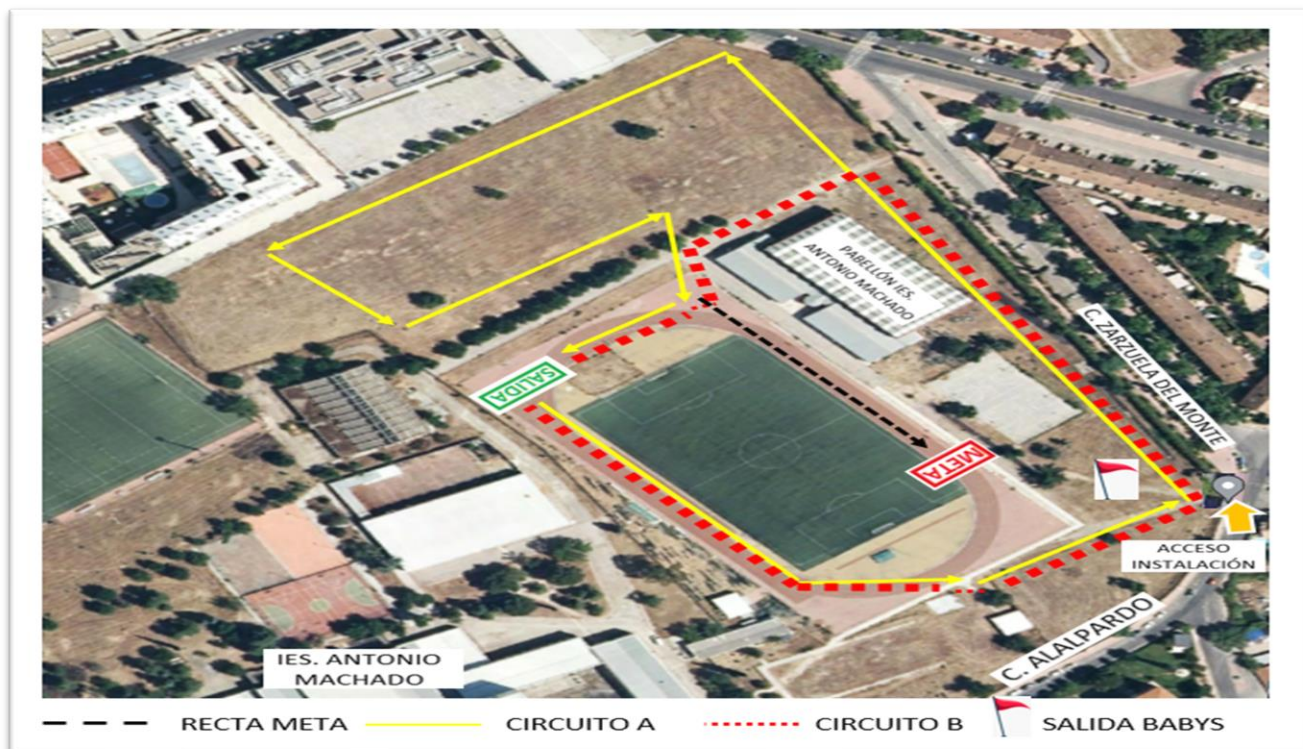 PABELLÓN IES.
ANTONIO MACHADO
C. ZARZUELA DEL MONTE
SALIDA
META
ACCESO
INSTALACIÓN
C. ALALPARDO
IES. ANTONIO
MACHADO
RECTA META
CIRCUITO A
CIRCUITO B
SALIDA BABYS